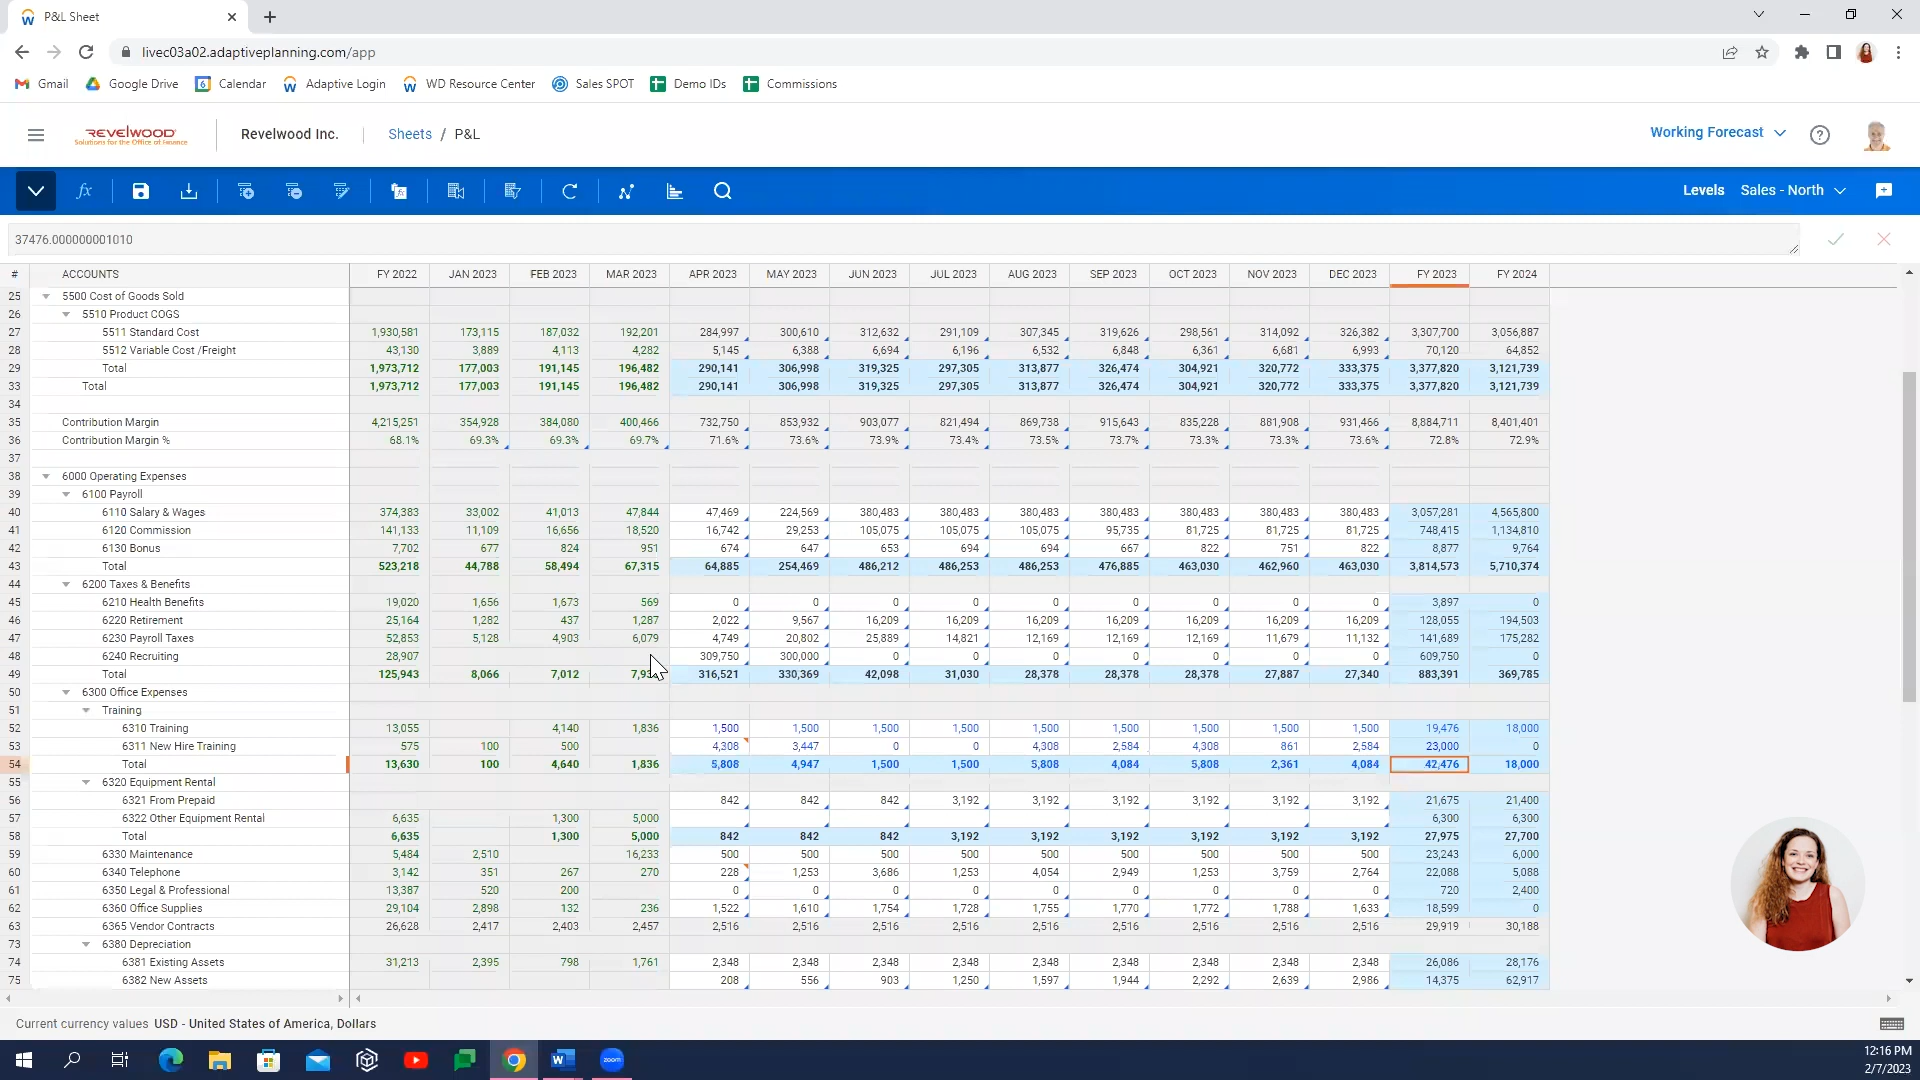 P&L Sheet
livec03a02.adaptiveplanning.com/app
Gmail Google Drive Calendar Adaptive Login WD Resource Center Sales SPOT Demo IDs Commissions
REVELWOOD Revelwood Inc. Sheets / P&L Working Forecast
Solutions for the Office of Finance
fx Levels Sales - North
37476.000000001010
# ACCOUNTS FY 2022 JAN 2023 FEB 2023 MAR 2023 APR 2023 MAY 2023 JUN 2023 JUL 2023 AUG 2023 SEP 2023 OCT 2023 NOV 2023 DEC 2023 FY 2023 FY 2024
25 5500 Cost of Goods Sold
26 5510 Product COGS
27 5511 Standard Cost 1,930,581 173,115 187,032 192,201 284,997 300,610 312,632 291,109 307,345 319,626 298,561 314,092 326,382 3,307,700 3,056,887
28 5512 Variable Cost /Freight 43,130 3,889 4,113 4,282 5,145 6,388 6,694 6,196 6,532 6,848 6,361 6,681 6,993 70,120 64,852
29 Total 1,973,712 177,003 191,145 196,482 290,141 306,998 319,325 297,305 313,877 326,474 304,921 320,772 333,375 3,377,820 3,121,739
33 Total 1,973,712 177,003 191,145 196,482 290,141 306,998 319,325 297,305 313,877 326,474 304,921 320,772 333,375 3,377,820 3,121,739
34
35 Contribution Margin 4,215,251 354,928 384,080 400,466 732,750 853,932 903,077 821,494 869,738 915,643 835,228 881,908 931,466 8,884,711 8,401,401
36 Contribution Margin % 68.1% 69.3% 69.3% 69.7% 71.6% 73.6% 73.9% 73.4% 73.5% 73.7% 73.3% 73.3% 73.6% 72.8% 72.9%
37
38 6000 Operating Expenses
39 6100 Payroll
40 6110 Salary & Wages 374,383 33,002 41,013 47,844 47,469 224,569 380,483 380,483 380,483 380,483 380,483 380,483 380,483 3,057,281 4,565,800
41 6120 Commission 141,133 11,109 16,656 18,520 16,742 29,253 105,075 105,075 105,075 95,735 81,725 81,725 81,725 748,415 1,134,810
42 6130 Bonus 7,702 677 824 951 674 647 653 694 694 667 822 751 822 8,877 9,764
43 Total 523,218 44,788 58,494 67,315 64,885 254,469 486,212 486,253 486,253 476,885 463,030 462,960 463,030 3,814,573 5,710,374
44 6200 Taxes & Benefits
45 6210 Health Benefits 19,020 1,656 1,673 569 0 0 0 0 0 0 0 0 0 3,897 0
46 6220 Retirement 25,164 1,282 437 1,287 2,022 9,567 16,209 16,209 16,209 16,209 16,209 16,209 16,209 128,055 194,503
47 6230 Payroll Taxes 52,853 5,128 4,903 6,079 4,749 20,802 25,889 14,821 12,169 12,169 12,169 11,679 11,132 141,689 175,282
48 6240 Recruiting 28,907 309,750 300,000 0 0 0 0 0 0 0 609,750 0
49 Total 125,943 8,066 7,012 316,521 330,369 42,098 31,030 28,378 28,378 28,378 27,887 27,340 883,391 369,785
50 6300 Office Expenses
51 Training
52 6310 Training 13,055 4,140 1,836 1,500 1,500 1,500 1,500 1,500 1,500 1,500 1,500 1,500 19,476 18,000
53 6311 New Hire Training 575 100 500 4,308 3,447 0 0 4,308 2,584 4,308 861 2,584 23,000 0
54 Total 13,630 100 4,640 1,836 5,808 4,947 1,500 1,500 5,808 4,084 5,808 2,361 4,084 42,476 18,000
55 6320 Equipment Rental
56 6321 From Prepaid 842 842 842 3,192 3,192 3,192 3,192 3,192 3,192 21,675 21,400
57 6322 Other Equipment Rental 6,635 1,300 5,000 6,300 6,300
58 Total 6,635 1,300 5,000 842 842 842 3,192 3,192 3,192 3,192 3,192 3,192 27,975 27,700
59 6330 Maintenance 5,484 2,510 16,233 500 500 500 500 500 500 500 500 500 23,243 6,000
60 6340 Telephone 3,142 351 267 270 228 1,253 3,686 1,253 4,054 2,949 1,253 3,759 2,764 22,088 5,088
61 6350 Legal & Professional 13,387 520 200 0 0 0 0 0 0 0 0 0 720 2,400
62 6360 Office Supplies 29,104 2,898 132 236 1,522 1,610 1,754 1,728 1,755 1,770 1,772 1,788 1,633 18,599 0
63 6365 Vendor Contracts 26,628 2,417 2,403 2,457 2,516 2,516 2,516 2,516 2,516 2,516 2,516 2,516 2,516 29,919 30,188
73 6380 Depreciation
74 6381 Existing Assets 31,213 2,395 798 1,761 2,348 2,348 2,348 2,348 2,348 2,348 2,348 2,348 2,348 26,086 28,176
75 6382 New Assets 208 556 903 1,250 1,597 1,944 2,292 2,639 2,986 14,375 62,917
Current currency values USD - United States of America, Dollars
zoom
12:16 PM
2/7/2023